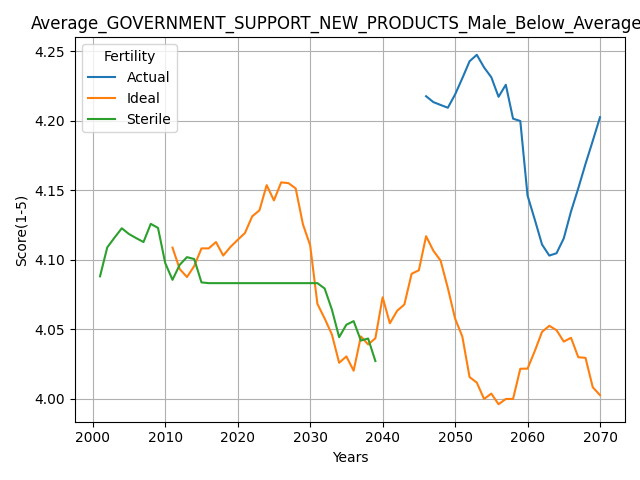 Average_GOVERNMENT_SUPPORT_NEW_PRODUCTS_Male_Below_Average
Fertility
Actual
Ideal
Sterile
Score(1-5)
4.25
4.20
4.15
4.10
4.05
4.00
2000 2010 2020 2030 2040 2050 2060 2070
Years